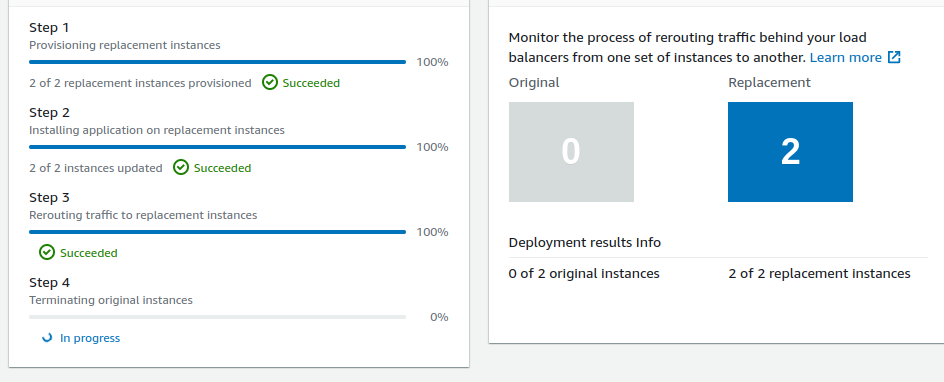 Step 1
Provisioning replacement instances
100%
2 of 2 replacement instances provisioned Succeeded
Step 2
Installing application on replacement instances
100%
2 of 2 instances updated Succeeded
Step 3
Rerouting traffic to replacement instances
100%
Succeeded
Step 4
Terminating original instances
0%
In progress
Monitor the process of rerouting traffic behind your load
balancers from one set of instances to another. Learn more
Original Replacement
0 2
Deployment results Info
0 of 2 original instances 2 of 2 replacement instances